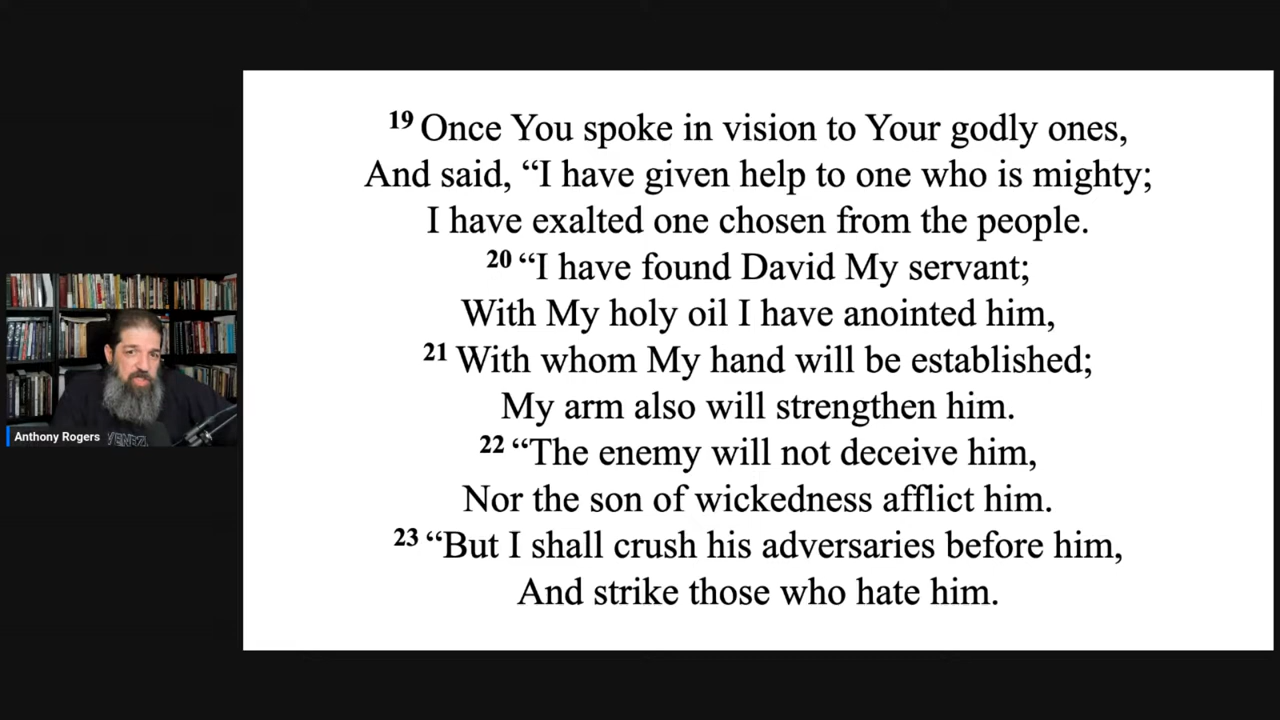 19 Once You spoke in vision to Your godly ones,
And said, “I have given help to one who is mighty;
I have exalted one chosen from the people.
20 “I have found David My servant;
With My holy oil I have anointed him,
21 With whom My hand will be established;
My arm also will strengthen him.
22 “The enemy will not deceive him,
Nor the son of wickedness afflict him.
23 “But I shall crush his adversaries before him,
And strike those who hate him.
Anthony Rogers